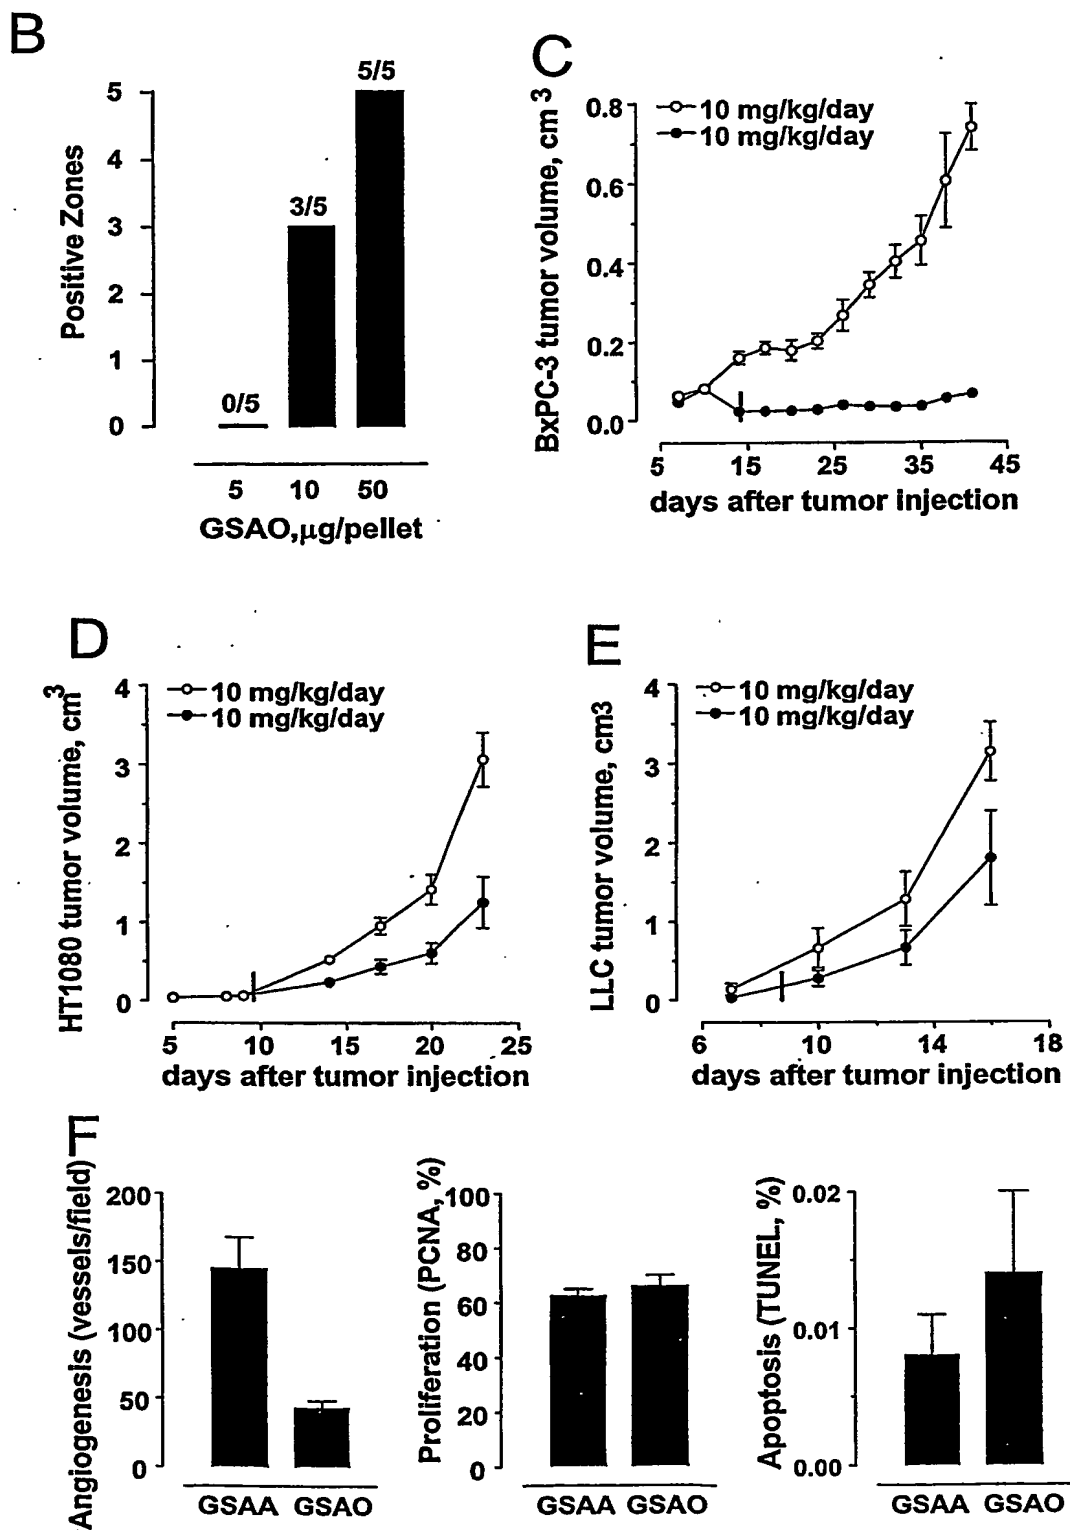 B
Positive Zones
5
4
3
2
1
0
0/5
3/5
5/5
5
10
50
GSAO,µg/pellet
C
BxPC-3 tumor volume, cm 3
0.8
0.6
0.4
0.2
0.0
10 mg/kg/day
10 mg/kg/day
5
15
25
35
45
days after tumor injection
D
HT1080 tumor volume, cm3
4
3
2
1
0
10 mg/kg/day
10 mg/kg/day
5
10
15
20
25
days after tumor injection
E
LLC tumor volume, cm3
4
3
2
1
0
10 mg/kg/day
10 mg/kg/day
6
10
14
18
days after tumor injection
F
Angiogenesis (vessels/field)
200
150
100
50
0
GSAA GSAO
Proliferation (PCNA, %)
100
80
60
40
20
0
GSAA GSAO
Apoptosis (TUNEL, %)
0.02
0.01
0.00
GSAA GSAO